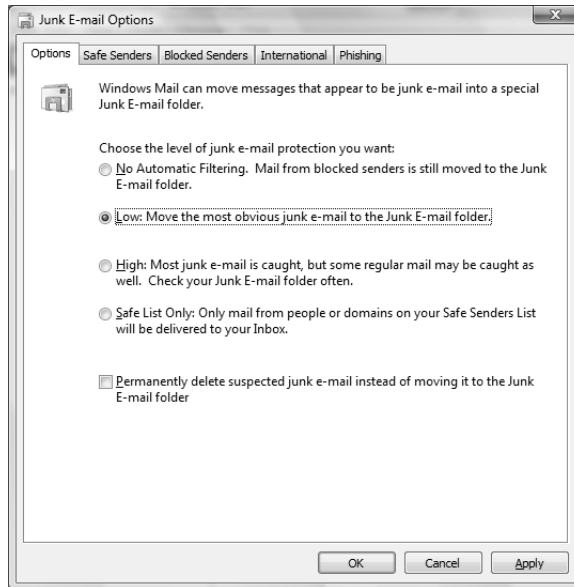 Junk E-mail Options
Options Safe Senders Blocked Senders International Phishing
Windows Mail can move messages that appear to be junk e-mail into a special
Junk E-mail folder.
Choose the level of junk e-mail protection you want:
No Automatic Filtering. Mail from blocked senders is still moved to the Junk
E-mail folder.
Low: Move the most obvious junk e-mail to the Junk E-mail folder.
High: Most junk e-mail is caught, but some regular mail may be caught as
well. Check your Junk E-mail folder often.
Safe List Only: Only mail from people or domains on your Safe Senders List
will be delivered to your Inbox.
Permanently delete suspected junk e-mail instead of moving it to the Junk
E-mail folder
OK Cancel Apply